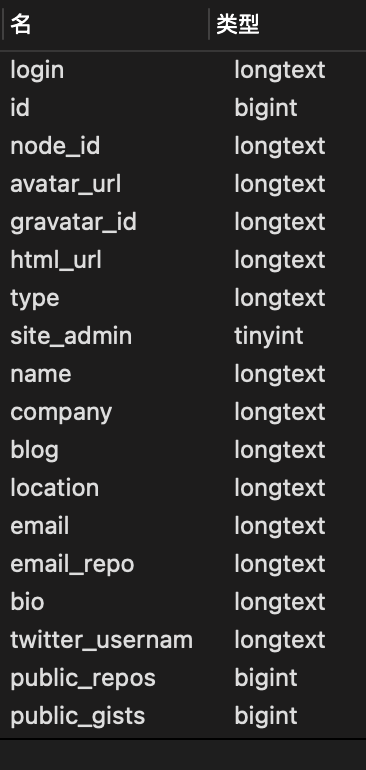 名 类型
login longtext
id bigint
node_id longtext
avatar_url longtext
gravatar_id longtext
html_url longtext
type longtext
site_admin tinyint
name longtext
company longtext
blog longtext
location longtext
email longtext
email_repo longtext
bio longtext
twitter_usernam longtext
public_repos bigint
public_gists bigint